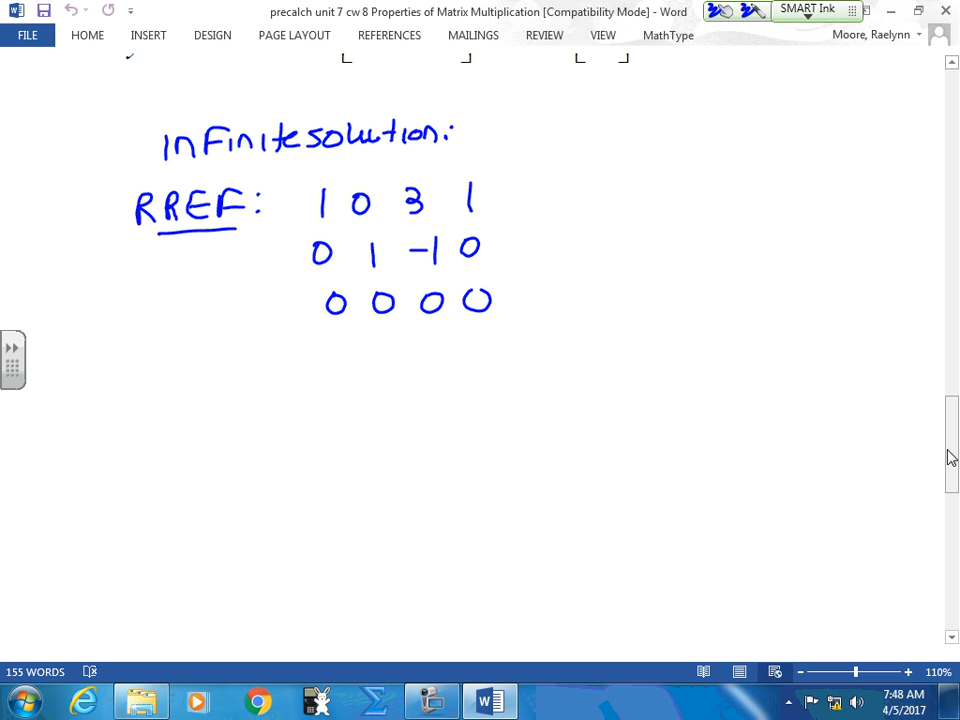 precalch unit 7 cw 8 Properties of Matrix Multiplication [Compatibility Mode] - Word
SMART Ink
FILE HOME INSERT DESIGN PAGE LAYOUT REFERENCES MAILINGS REVIEW VIEW MathType Moore, Raelynn
Infinite solution:
RREF: 1 0 3 1
0 1 -1 0
0 0 0 0
155 WORDS 110%
7:48 AM
4/5/2017